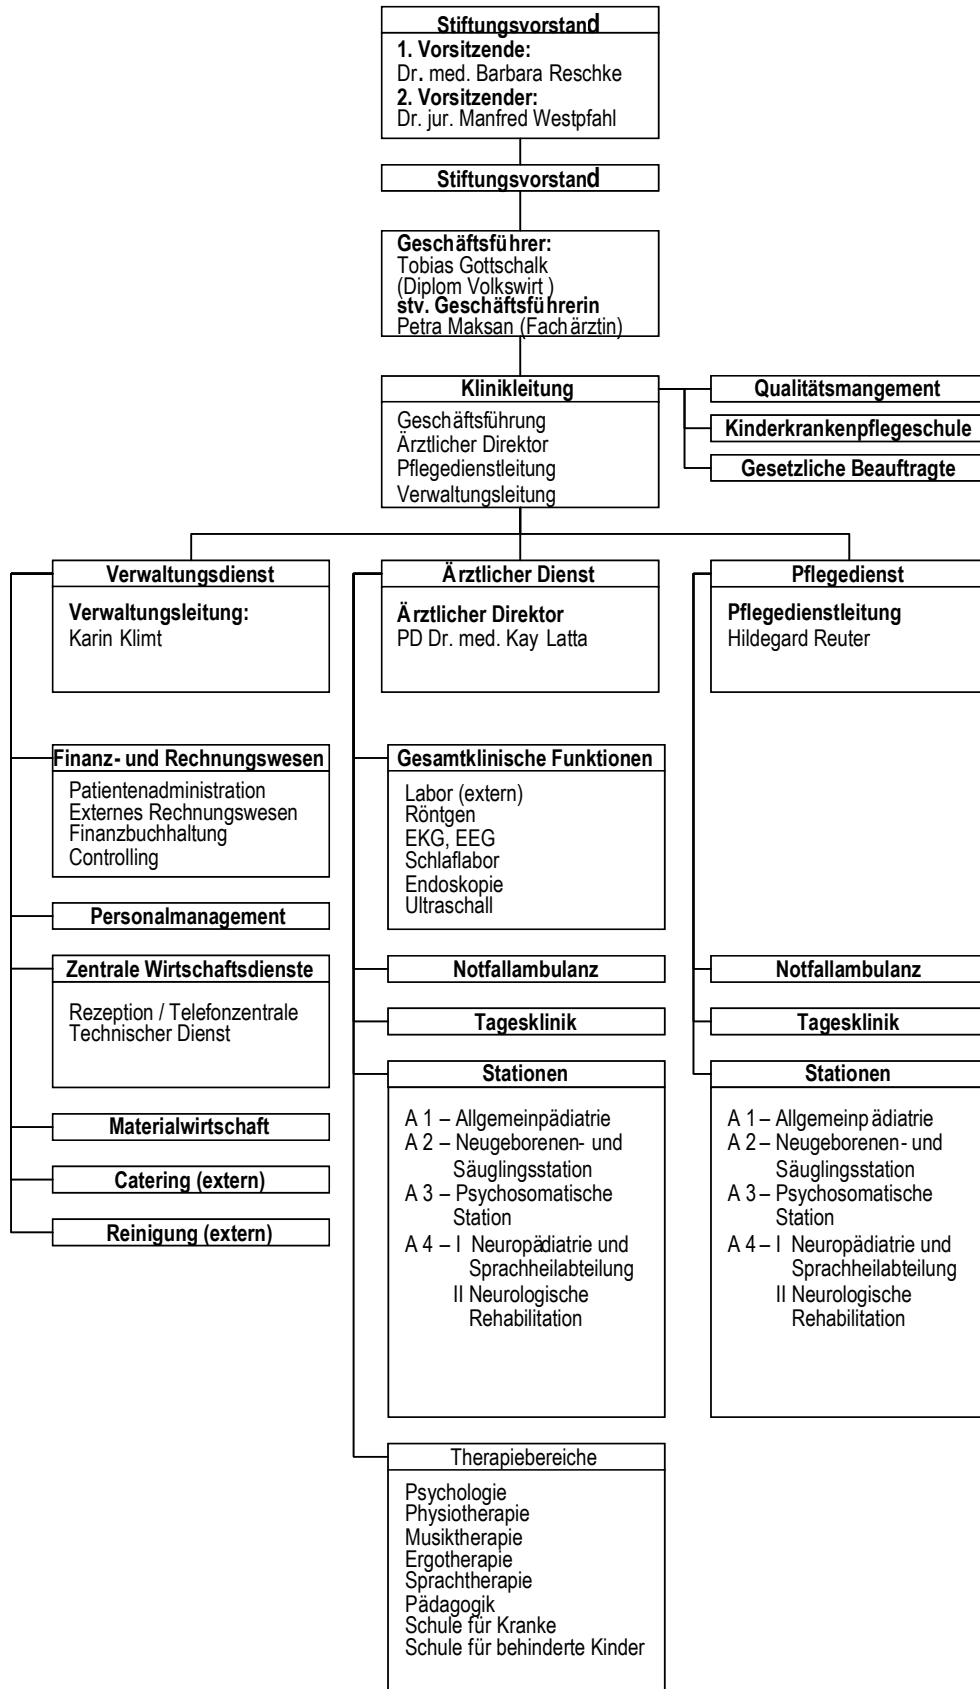 Stiftungsvorstand
1. Vorsitzende:
Dr. med. Barbara Reschke
2. Vorsitzender:
Dr. jur. Manfred Westpfahl
Stiftungsvorstand
Geschäftsführer:
Tobias Gottschalk
(Diplom Volkswirt )
stv. Geschäftsführerin
Petra Maksan (Fachärztin)
Klinikleitung
Geschäftsführung
Ärztlicher Direktor
Pflegedienstleitung
Verwaltungsleitung
Qualitätsmangement
Kinderkrankenpflegeschule
Gesetzliche Beauftragte
Verwaltungsdienst
Verwaltungsleitung:
Karin Klimt
Finanz- und Rechnungswesen
Patientenadministration
Externes Rechnungswesen
Finanzbuchhaltung
Controlling
Personalmanagement
Zentrale Wirtschaftsdienste
Rezeption / Telefonzentrale
Technischer Dienst
Materialwirtschaft
Catering (extern)
Reinigung (extern)
Ärztlicher Dienst
Ärztlicher Direktor
PD Dr. med. Kay Latta
Gesamtklinische Funktionen
Labor (extern)
Röntgen
EKG, EEG
Schlaflabor
Endoskopie
Ultraschall
Notfallambulanz
Tagesklinik
Stationen
A 1 – Allgemeinpädiatrie
A 2 – Neugeborenen- und
Säuglingsstation
A 3 – Psychosomatische
Station
A 4 – I Neuropädiatrie und
Sprachheilabteilung
II Neurologische
Rehabilitation
Therapiebereiche
Psychologie
Physiotherapie
Musiktherapie
Ergotherapie
Sprachtherapie
Pädagogik
Schule für Kranke
Schule für behinderte Kinder
Pflegedienst
Pflegedienstleitung
Hildegard Reuter
Notfallambulanz
Tagesklinik
Stationen
A 1 – Allgemeinpädiatrie
A 2 – Neugeborenen- und
Säuglingsstation
A 3 – Psychosomatische
Station
A 4 – I Neuropädiatrie und
Sprachheilabteilung
II Neurologische
Rehabilitation